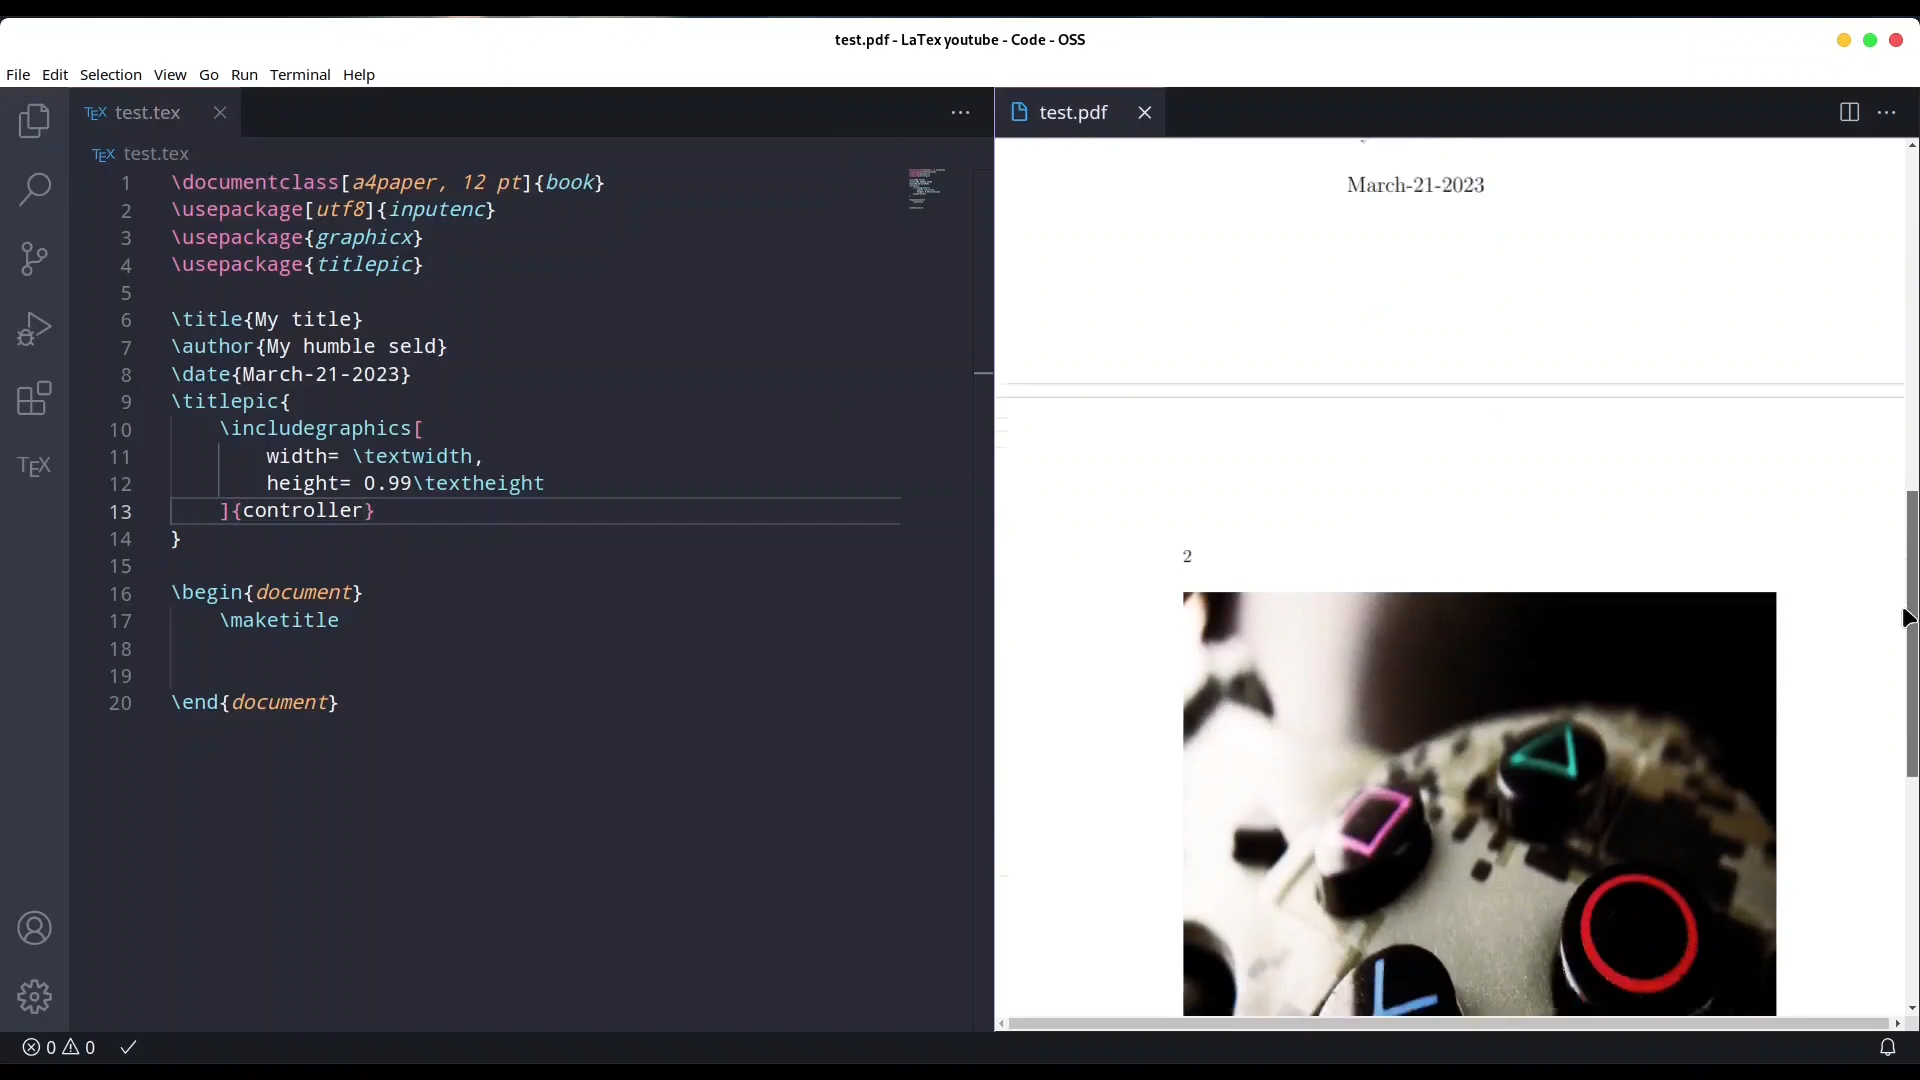 test.pdf - LaTex youtube - Code - OSS
File Edit Selection View Go Run Terminal Help
TEX test.tex
test.pdf
TEX test.tex
1 \documentclass[a4paper, 12 pt]{book}
2 \usepackage[utf8]{inputenc}
3 \usepackage{graphicx}
4 \usepackage{titlepic}
5
6 \title{My title}
7 \author{My humble seld}
8 \date{March-21-2023}
9 \titlepic{
10 \includegraphics[
11 width= \textwidth,
12 height= 0.99\textheight
13 ]{controller}
14 }
15
16 \begin{document}
17 \maketitle
18
19
20 \end{document}
TEX
March-21-2023
2
0 0